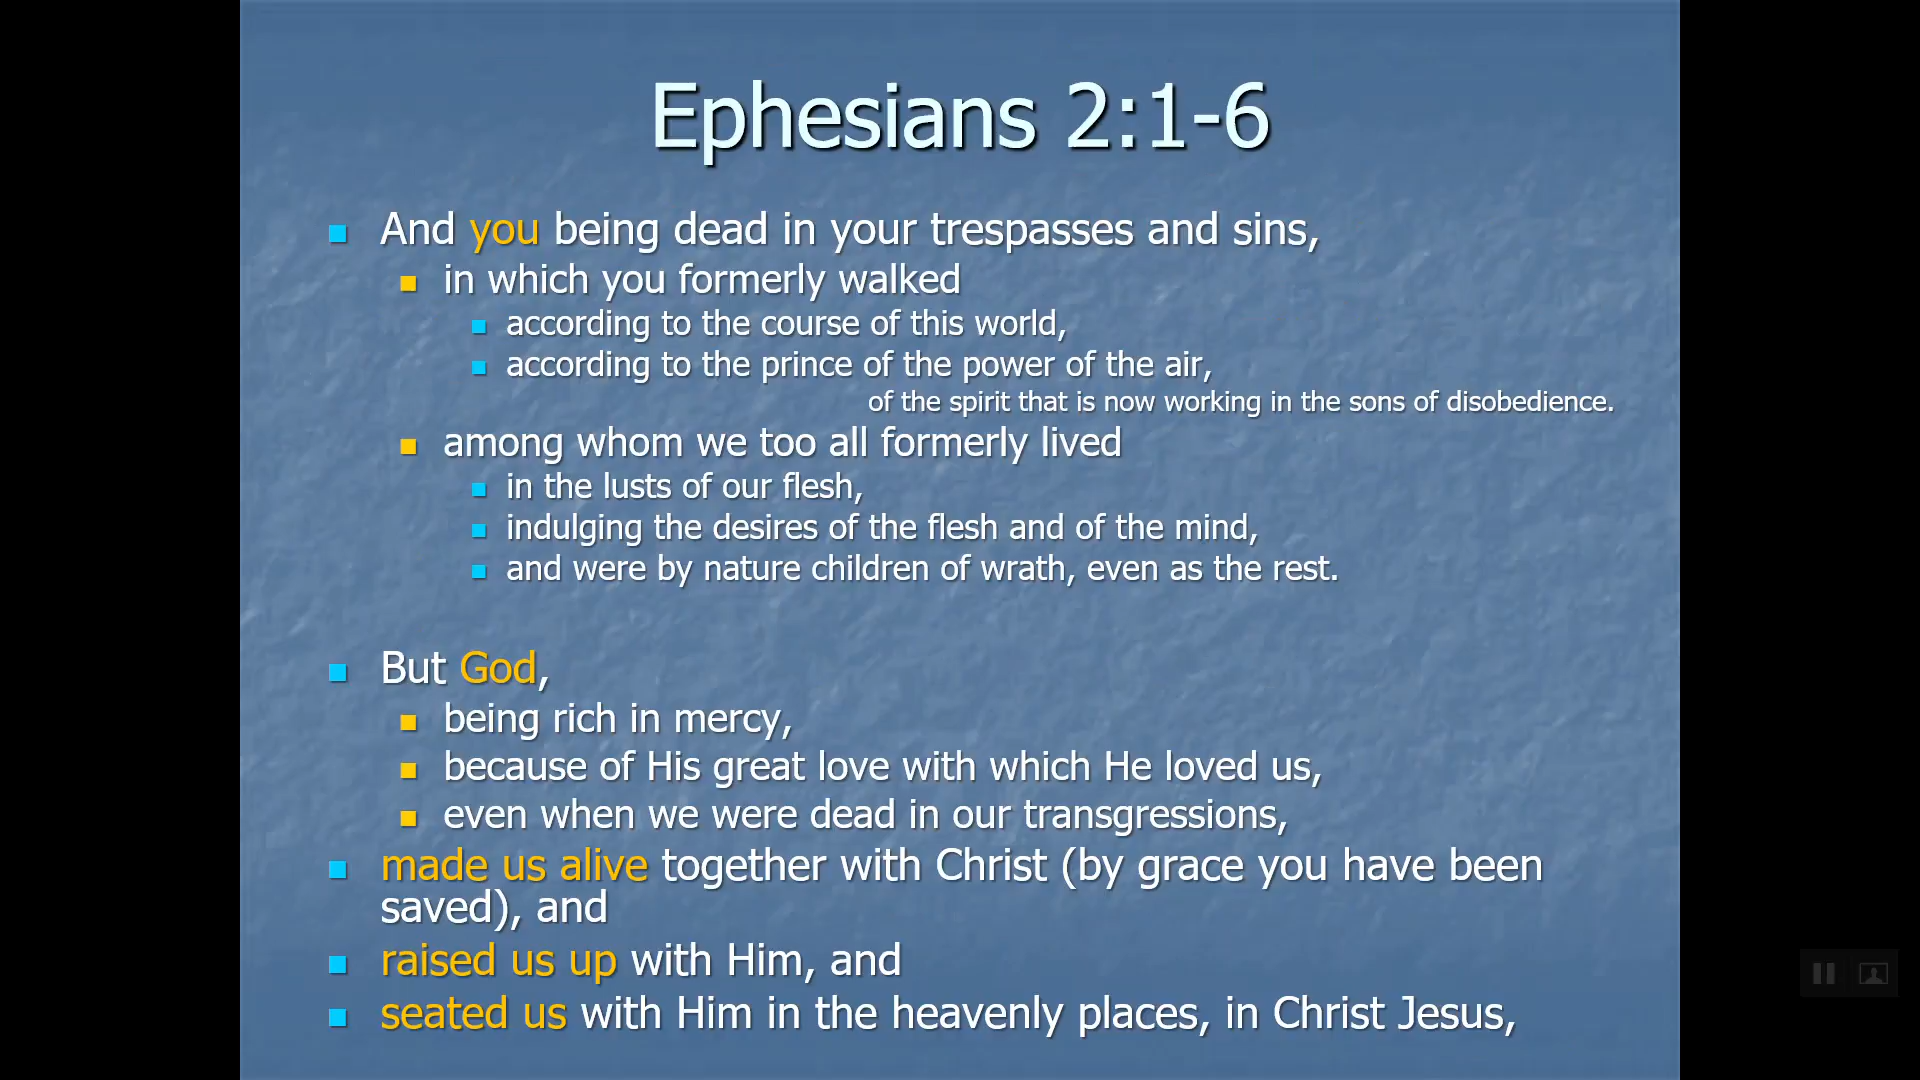 Ephesians 2:1-6
And you being dead in your trespasses and sins,
in which you formerly walked
according to the course of this world,
according to the prince of the power of the air,
of the spirit that is now working in the sons of disobedience.
among whom we too all formerly lived
in the lusts of our flesh,
indulging the desires of the flesh and of the mind,
and were by nature children of wrath, even as the rest.
But God,
being rich in mercy,
because of His great love with which He loved us,
even when we were dead in our transgressions,
made us alive together with Christ (by grace you have been
saved), and
raised us up with Him, and
seated us with Him in the heavenly places, in Christ Jesus,